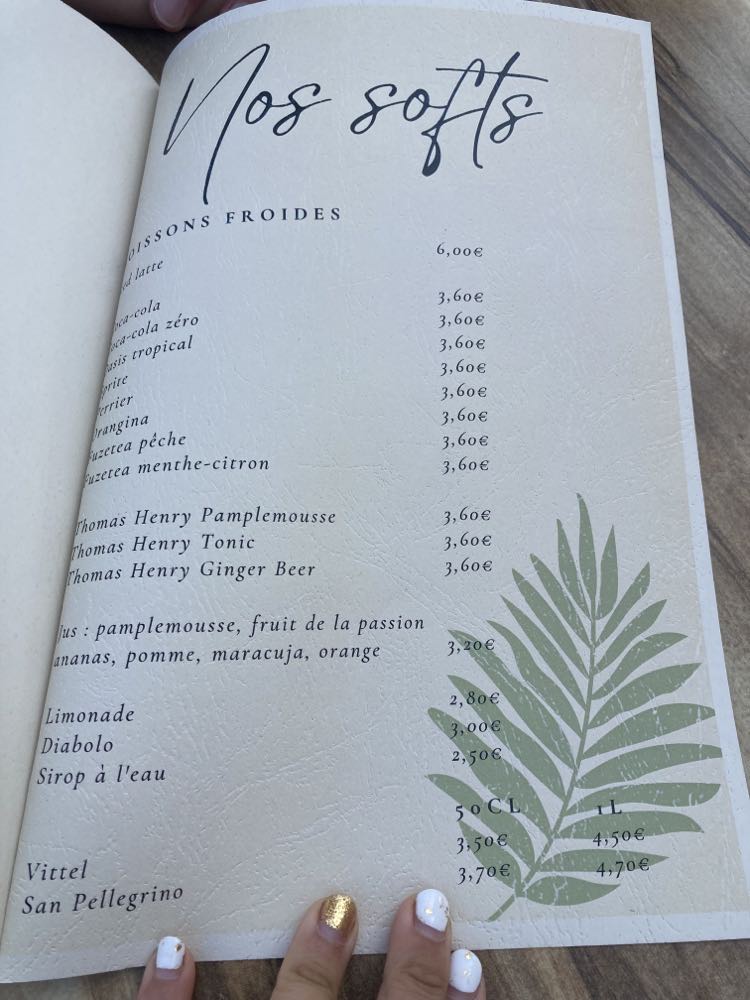 Nos softs
OISSONS FROIDES
d latte 6,00€
oca-cola 3,60€
oca-cola zéro 3,60€
asis tropical 3,60€
prite 3,60€
errier 3,60€
Orangina 3,60€
uzetea pêche 3,60€
Fuzetea menthe-citron 3,60€
Thomas Henry Pamplemousse 3,60€
Thomas Henry Tonic 3,60€
Thomas Henry Ginger Beer 3,60€
Jus : pamplemousse, fruit de la passion
ananas, pomme, maracuja, orange 3,20€
Limonade 2,80€
Diabolo 3,00€
Sirop à l'eau 2,50€
50CL 1L
Vittel 3,50€ 4,50€
San Pellegrino 3,70€ 4,70€